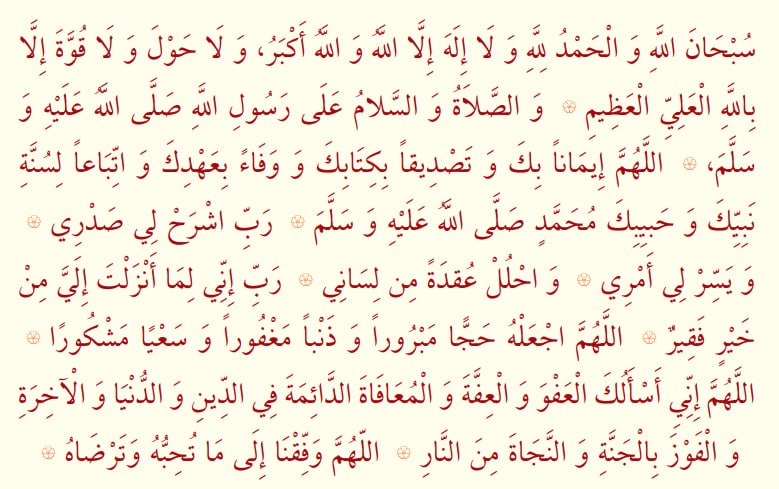 سُبْحَانَ اللَّهِ وَ الْحَمْدُ لِلَّهِ وَ لَا إِلَهَ إِلَّا اللَّهُ وَ اللَّهُ أَكْبَرُ، وَ لَا حَوْلَ وَ لَا قُوَّةَ إِلَّا
بِاللَّهِ الْعَلِيِّ الْعَظِيمِ ۞ وَ الصَّلَاةُ وَ السَّلَامُ عَلَى رَسُولِ اللَّهِ صَلَّى اللَّهُ عَلَيْهِ وَ
سَلَّمَ، ۞ اللَّهُمَّ إِيمَاناً بِكَ وَ تَصْدِيقاً بِكِتَابِكَ وَ وَفَاءً بِعَهْدِكَ وَ اتِّبَاعاً لِسُنَّةِ
نَبِيِّكَ وَ حَبِيبِكَ مُحَمَّدٍ صَلَّى اللَّهُ عَلَيْهِ وَ سَلَّمَ ۞ رَبِّ اشْرَحْ لِي صَدْرِي ۞
وَ يَسِّرْ لِي أَمْرِي ۞ وَ احْلُلْ عُقدَةً مِن لِسَانِي ۞ رَبِّ إِنِّي لِمَا أَنْزَلْتَ إِلَيَّ مِنْ
خَيْرٍ فَقِيرٌ ۞ اللَّهُمَّ اجْعَلْهُ حَجًّا مَبْرُوراً وَ ذَنْباً مَغْفُوراً وَ سَعْيًا مَشْكُورًا ۞
اللَّهُمَّ إِنِّي أَسْأَلُكَ الْعَفْوَ وَ الْعِفَّةَ وَ الْمُعَافَاةَ الدَّائِمَةَ فِي الدِّينِ وَ الدُّنْيَا وَ الْآخِرَةِ
وَ الْفَوْزَ بِالْجَنَّةِ وَ النَّجَاةَ مِنَ النَّارِ ۞ اللّهُمَّ وَفِّقْنَا إِلَى مَا تُحِبُّهُ وَتَرْضَاهُ ۞